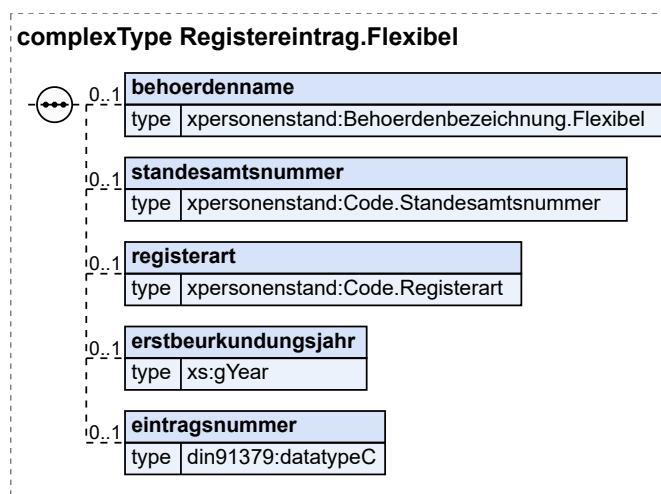 complexType Registereintrag.Flexibel
0..1 behoerdenname
type xpersonenstand:Behoerdenbezeichnung.Flexibel
0..1 standesamtsnummer
type xpersonenstand:Code.Standesamtsnummer
0..1 registerart
type xpersonenstand:Code.Registerart
0..1 erstbeurkundungsjahr
type xs:gYear
0..1 eintragsnummer
type din91379:datatypeC